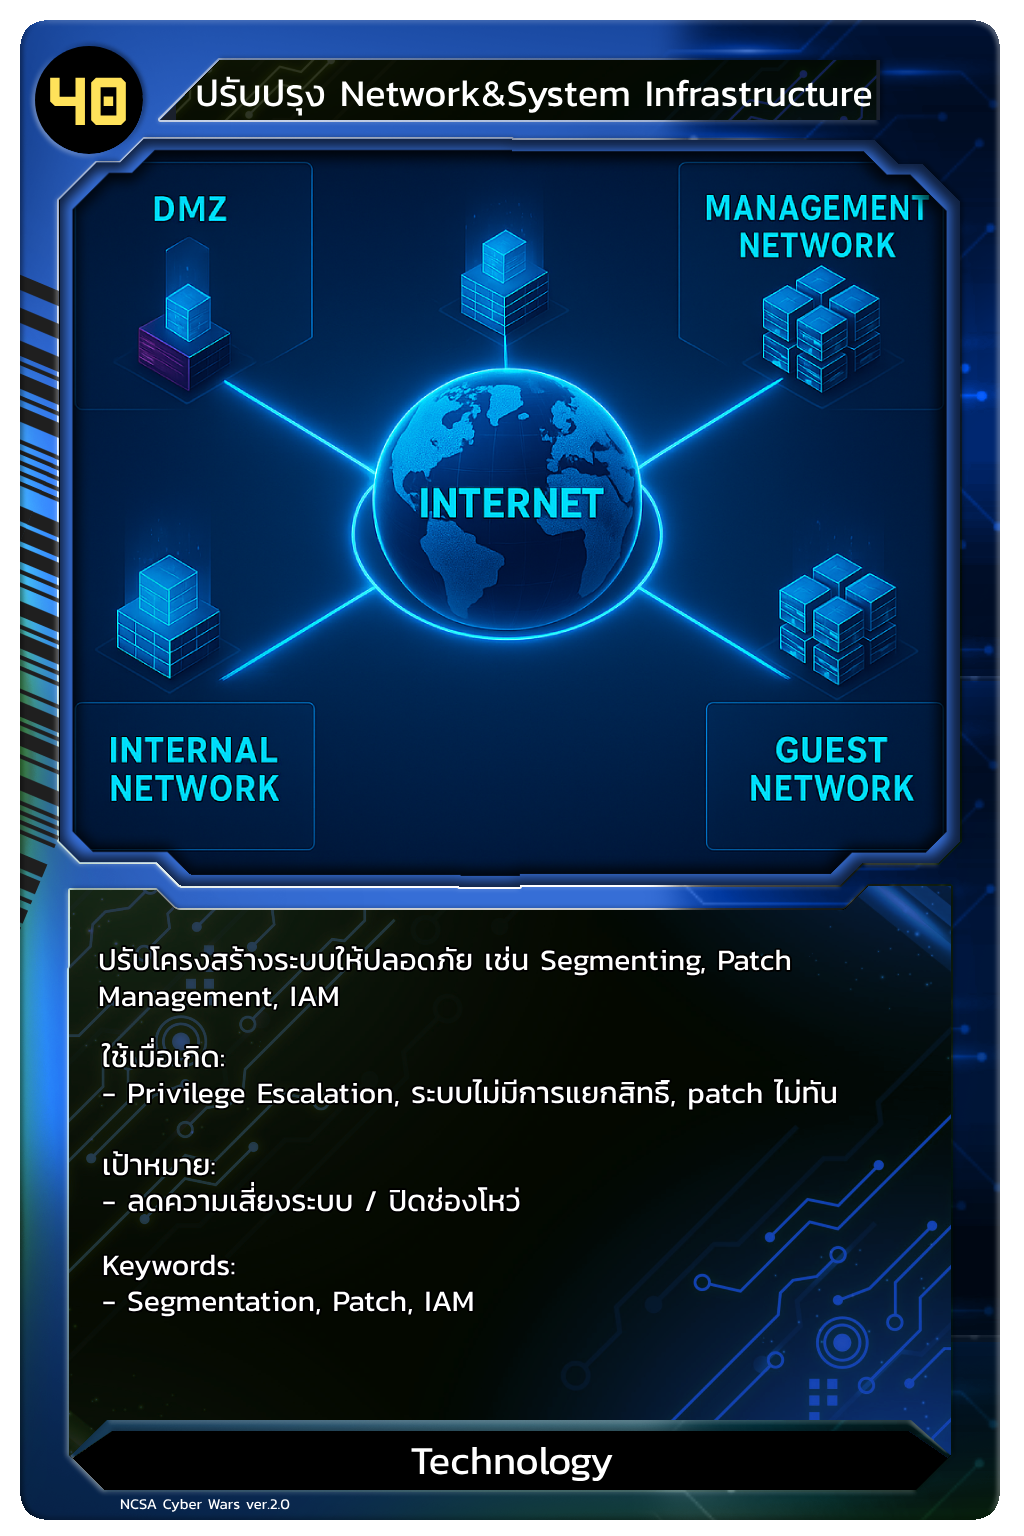 40
ปรับปรุง Network&System Infrastructure
DMZ
MANAGEMENT
NETWORK
INTERNET
INTERNAL
NETWORK
GUEST
NETWORK
ปรับโครงสร้างระบบให้ปลอดภัย เช่น Segmenting, Patch
Management, IAM
ใช้เมื่อเกิด:
- Privilege Escalation, ระบบไม่มีการแยกสิทธิ์, patch ไม่ทัน
เป้าหมาย:
- ลดความเสี่ยงระบบ / ปิดช่องโหว่
Keywords:
- Segmentation, Patch, IAM
Technology
NCSA Cyber Wars ver.2.0